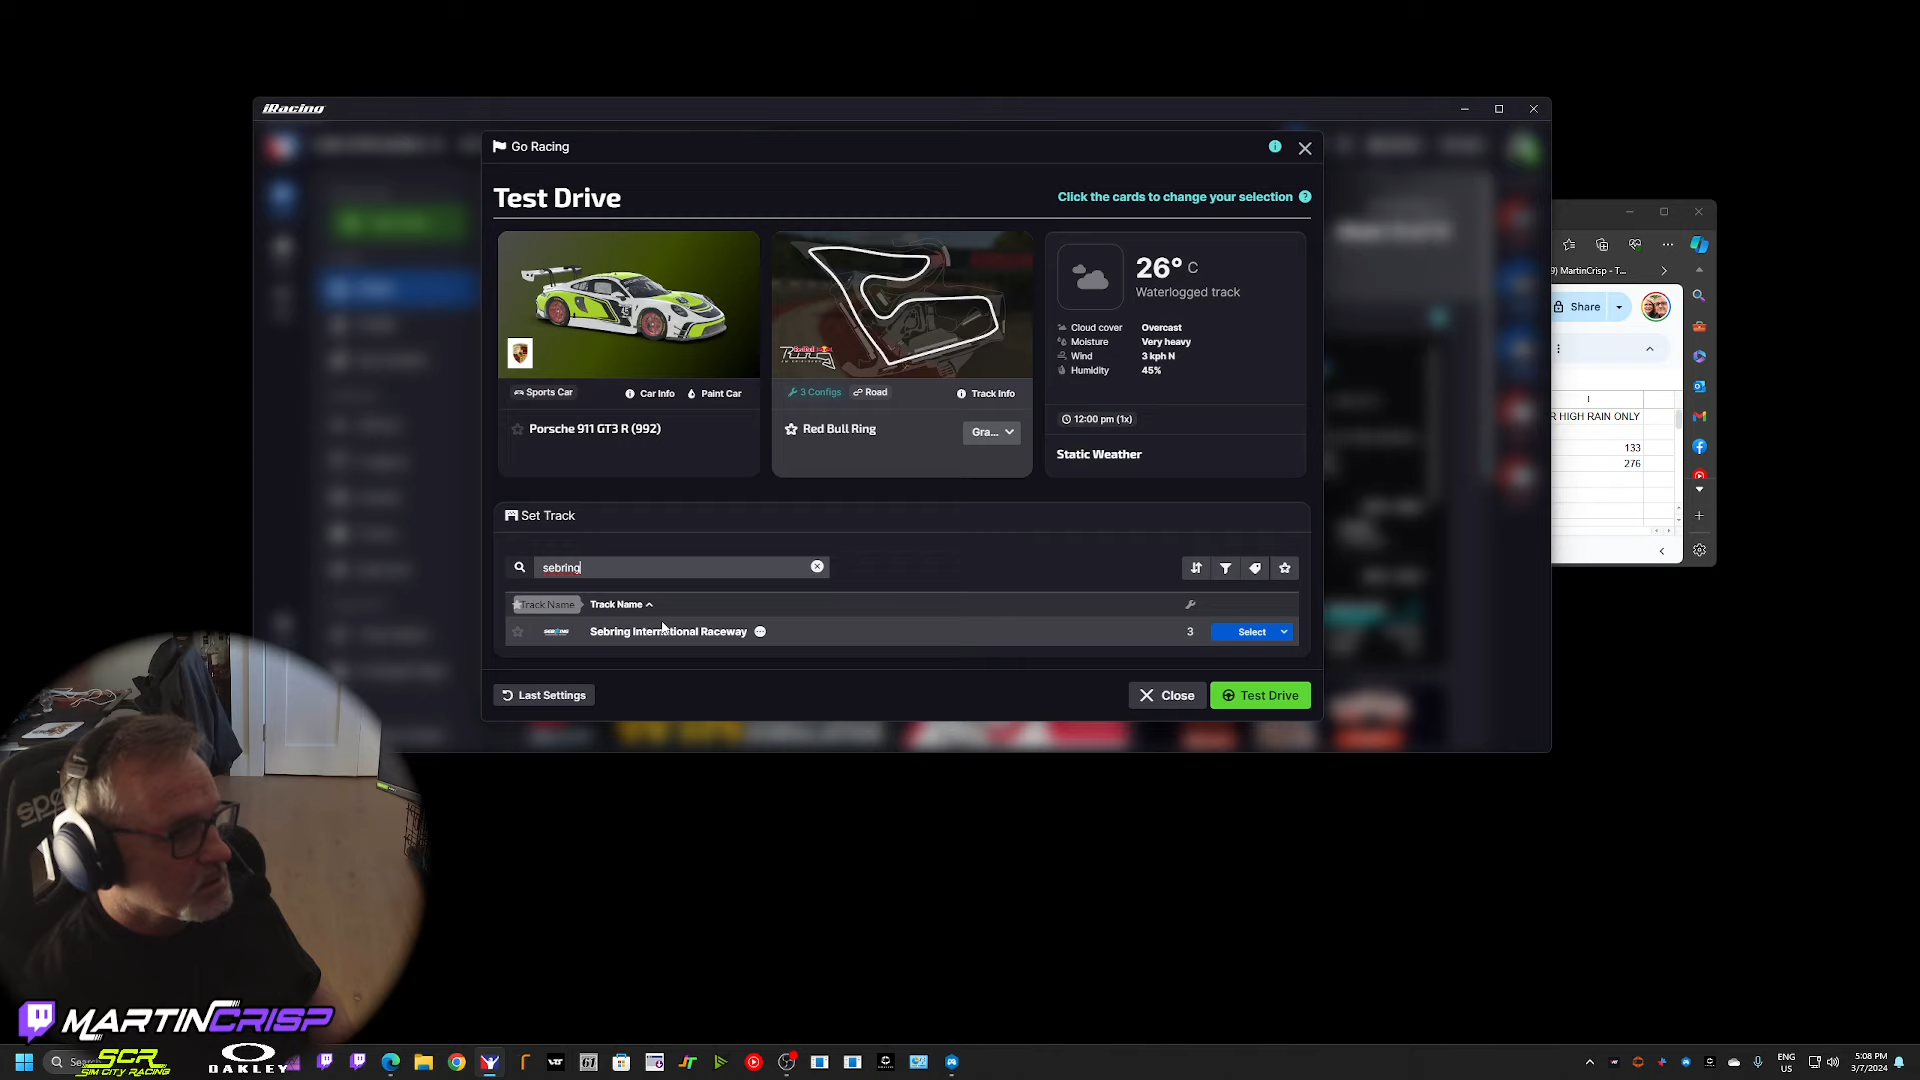 iRacing
Go Racing
Test Drive
Click the cards to change your selection
26° C
Waterlogged track
Cloud cover Overcast
Moisture Very heavy
Wind 3 kph N
Humidity 45%
Sports Car
Car Info
Paint Car
3 Configs
Road
Track Info
12:00 pm (1x)
Porsche 911 GT3 R (992)
Red Bull Ring
Gra...
Static Weather
Set Track
sebring
Track Name
Track Name
Sebring International Raceway
3
Select
Last Settings
Close
Test Drive
9) MartinCrisp - T...
Share
I
R HIGH RAIN ONLY
133
276
MARTINCRISP
SCR
SIM CITY RACING
OAKLEY
61
ENG
US
5:08 PM
3/7/2024